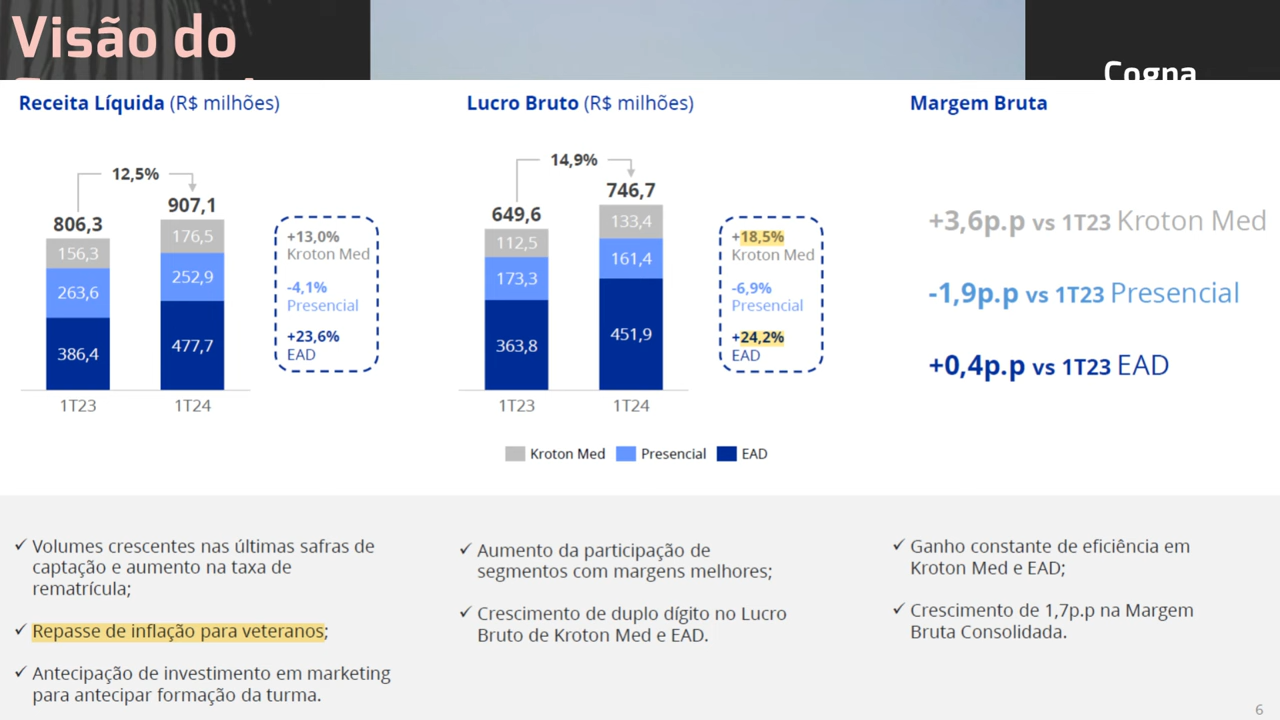 Visão do
Cogna
Receita Líquida (R$ milhões)
12,5%
806,3
907,1
156,3
176,5
263,6
252,9
386,4
477,7
1T23
1T24
+13,0%
Kroton Med
-4,1%
Presencial
+23,6%
EAD
Lucro Bruto (R$ milhões)
14,9%
649,6
746,7
112,5
133,4
173,3
161,4
363,8
451,9
1T23
1T24
+18,5%
Kroton Med
-6,9%
Presencial
+24,2%
EAD
Kroton Med Presencial EAD
Margem Bruta
+3,6p.p vs 1T23 Kroton Med
-1,9p.p vs 1T23 Presencial
+0,4p.p vs 1T23 EAD
✓ Volumes crescentes nas últimas safras de
captação e aumento na taxa de
rematrícula;
✓ Repasse de inflação para veteranos;
✓ Antecipação de investimento em marketing
para antecipar formação da turma.
✓ Aumento da participação de
segmentos com margens melhores;
✓ Crescimento de duplo dígito no Lucro
Bruto de Kroton Med e EAD.
✓ Ganho constante de eficiência em
Kroton Med e EAD;
✓ Crescimento de 1,7p.p na Margem
Bruta Consolidada.
6